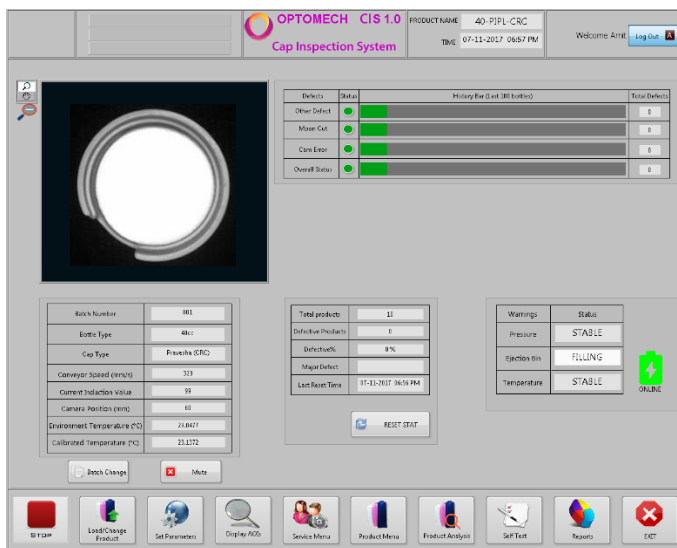 OPTOMECH CIS 1.0
Cap Inspection System
PRODUCT NAME 40-PJPL-CRC
TIME 07-11-2017 06:57 PM
Welcome Amit
Log Out
Defects Status History Bar (Last 100 bottles) Total Defects
Other Defect 0
Moon Cut 0
Cam Error 0
Overall Status 0
Batch Number 001
Bottle Type 40cc
Cap Type (CRC)
Conveyor Speed (mm/s) 323
Current Induction Value 99
Camera Position (mm) 60
Environment Temperature (°C) 23.0477
Calibrated Temperature (°C) 23.1372
Batch Change
Mute
Total products 10
Defective Products 0
Defective% 0 %
Major Defect
Last Reset Time 07-11-2017 06:56 PM
RESET STAT
Warnings Status
Pressure STABLE
Ejection Bin FILLING
Temperature STABLE
ONLINE
STOP
Load/Change
Product
Set Parameters
Display AOIs
Service Menu
Product Menu
Product Analysis
Self Test
Reports
EXIT